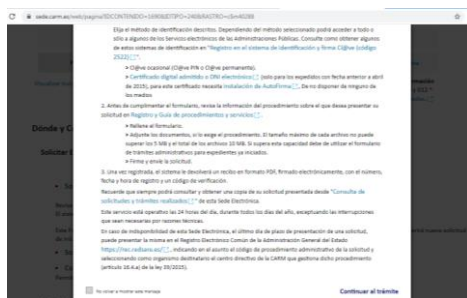 sede.carm.es/web/pagina?IDCONTENIDO=1690&IDTIPO=240&RASTRO=c$m40288
Elija el método de identificación descritos. Dependiendo del método seleccionado podrá acceder a todo o
sólo a algunos de los Servicios electrónicos de las Administraciones Públicas. Consulte como obtener algunos
de estos sistemas de identificación en "Registro en el sistema de identificación y firma Cl@ve (código
2522)".
> Cl@ve ocasional (Cl@ve PIN o Cl@ve permanente).
> Certificado digital admitido o DNI electrónico (solo para los expedidos con fecha anterior a abril
de 2015), para este certificado necesita instalación de AutoFirma. De no disponer de ninguno de
los medios
2. Antes de cumplimentar el formulario, revise la información del procedimiento sobre el que desea presentar su
solicitud en Registro y Guía de procedimientos y servicios.
> Rellene el formulario.
> Adjunte los documentos, si lo exige el procedimiento. El tamaño máximo de cada archivo no puede
superar los 5 MB y el total de los archivos 10 MB. Si supera esta capacidad debe de utilizar el formulario
de trámites administrativos para expedientes ya iniciados.
> Firme y envíe la solicitud.
3. Una vez registrada, el sistema le devolverá un recibo en formato PDF, firmado electrónicamente, con el número,
fecha y hora de registro y un código de verificación.
Recuerde que siempre podrá consultar y obtener una copia de su solicitud presentada desde "Consulta de
solicitudes y trámites realizados" de esta Sede Electrónica.
Este servicio está operativo las 24 horas del día, durante todos los días del año, exceptuando las interrupciones
que sean necesarias por razones técnicas.
En caso de indisponibilidad de esta Sede Electrónica, el último día de plazo de presentación de una solicitud,
puede presentar la misma en el Registro Electrónico Común de la Administración General del Estado
https://rec.redsara.es/, indicando en el asunto el código de procedimiento administrativo de la solicitud y
seleccionando como organismo destinatario el centro directivo de la CARM que gestiona dicho procedimiento
(artículo 16.4.a) de la ley 39/2015).
No volver a mostrar este mensaje
Continuar el trámite
Dónde y C
Solicitar